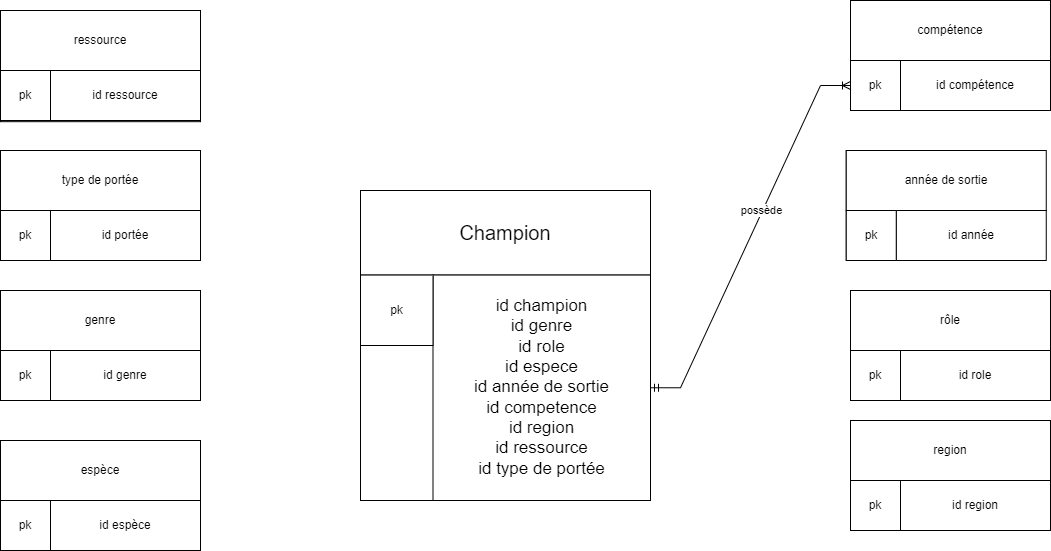 ressource
pk
id ressource
type de portée
pk
id portée
genre
pk
id genre
espèce
pk
id espèce
Champion
pk
id champion
id genre
id role
id espece
id année de sortie
id competence
id region
id ressource
id type de portée
possède
compétence
pk
id compétence
année de sortie
pk
id année
rôle
pk
id role
region
pk
id region